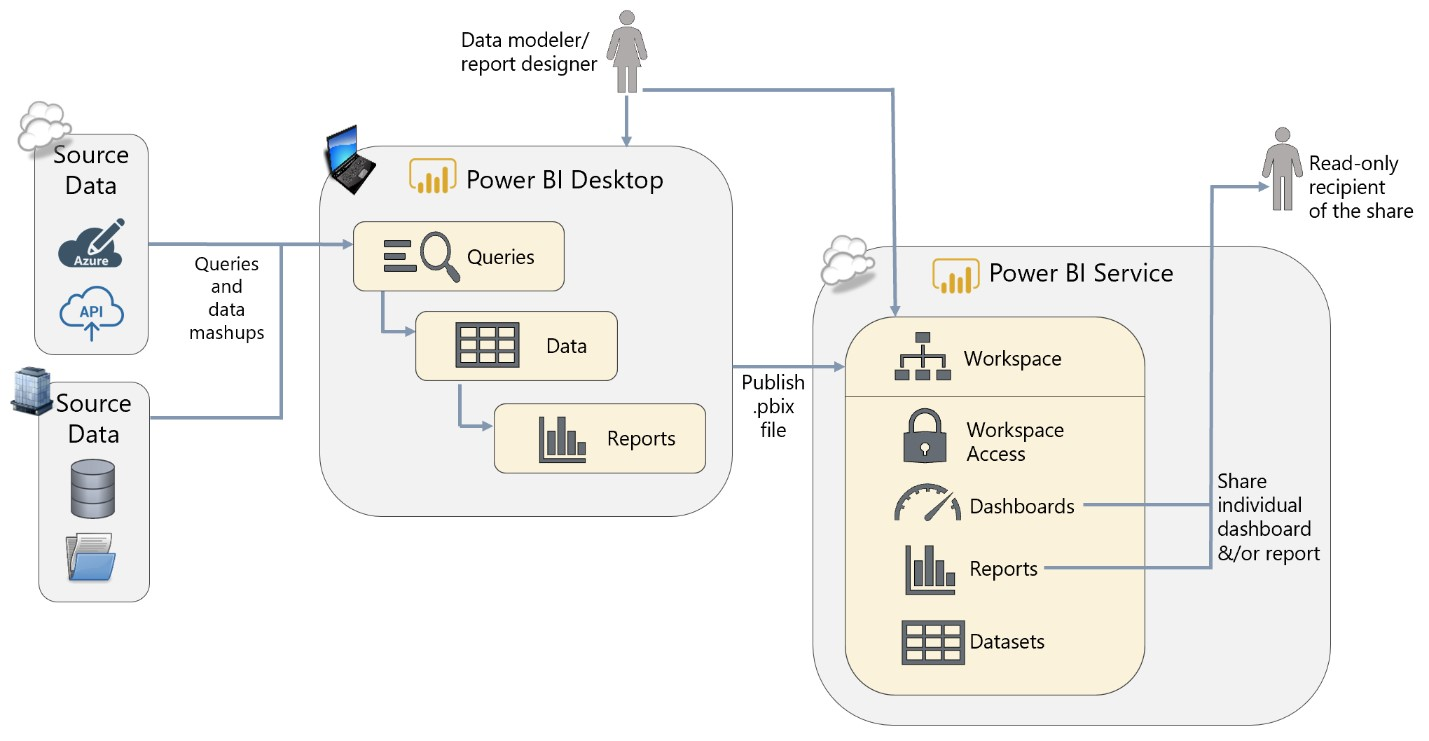 Data modeler/
report designer
Source
Data
Azure
API
Source
Data
Queries
and
data
mashups
Power BI Desktop
Queries
Data
Reports
Publish
.pbix
file
Power BI Service
Workspace
Workspace
Access
Dashboards
Reports
Datasets
Share
individual
dashboard
&/or report
Read-only
recipient
of the share